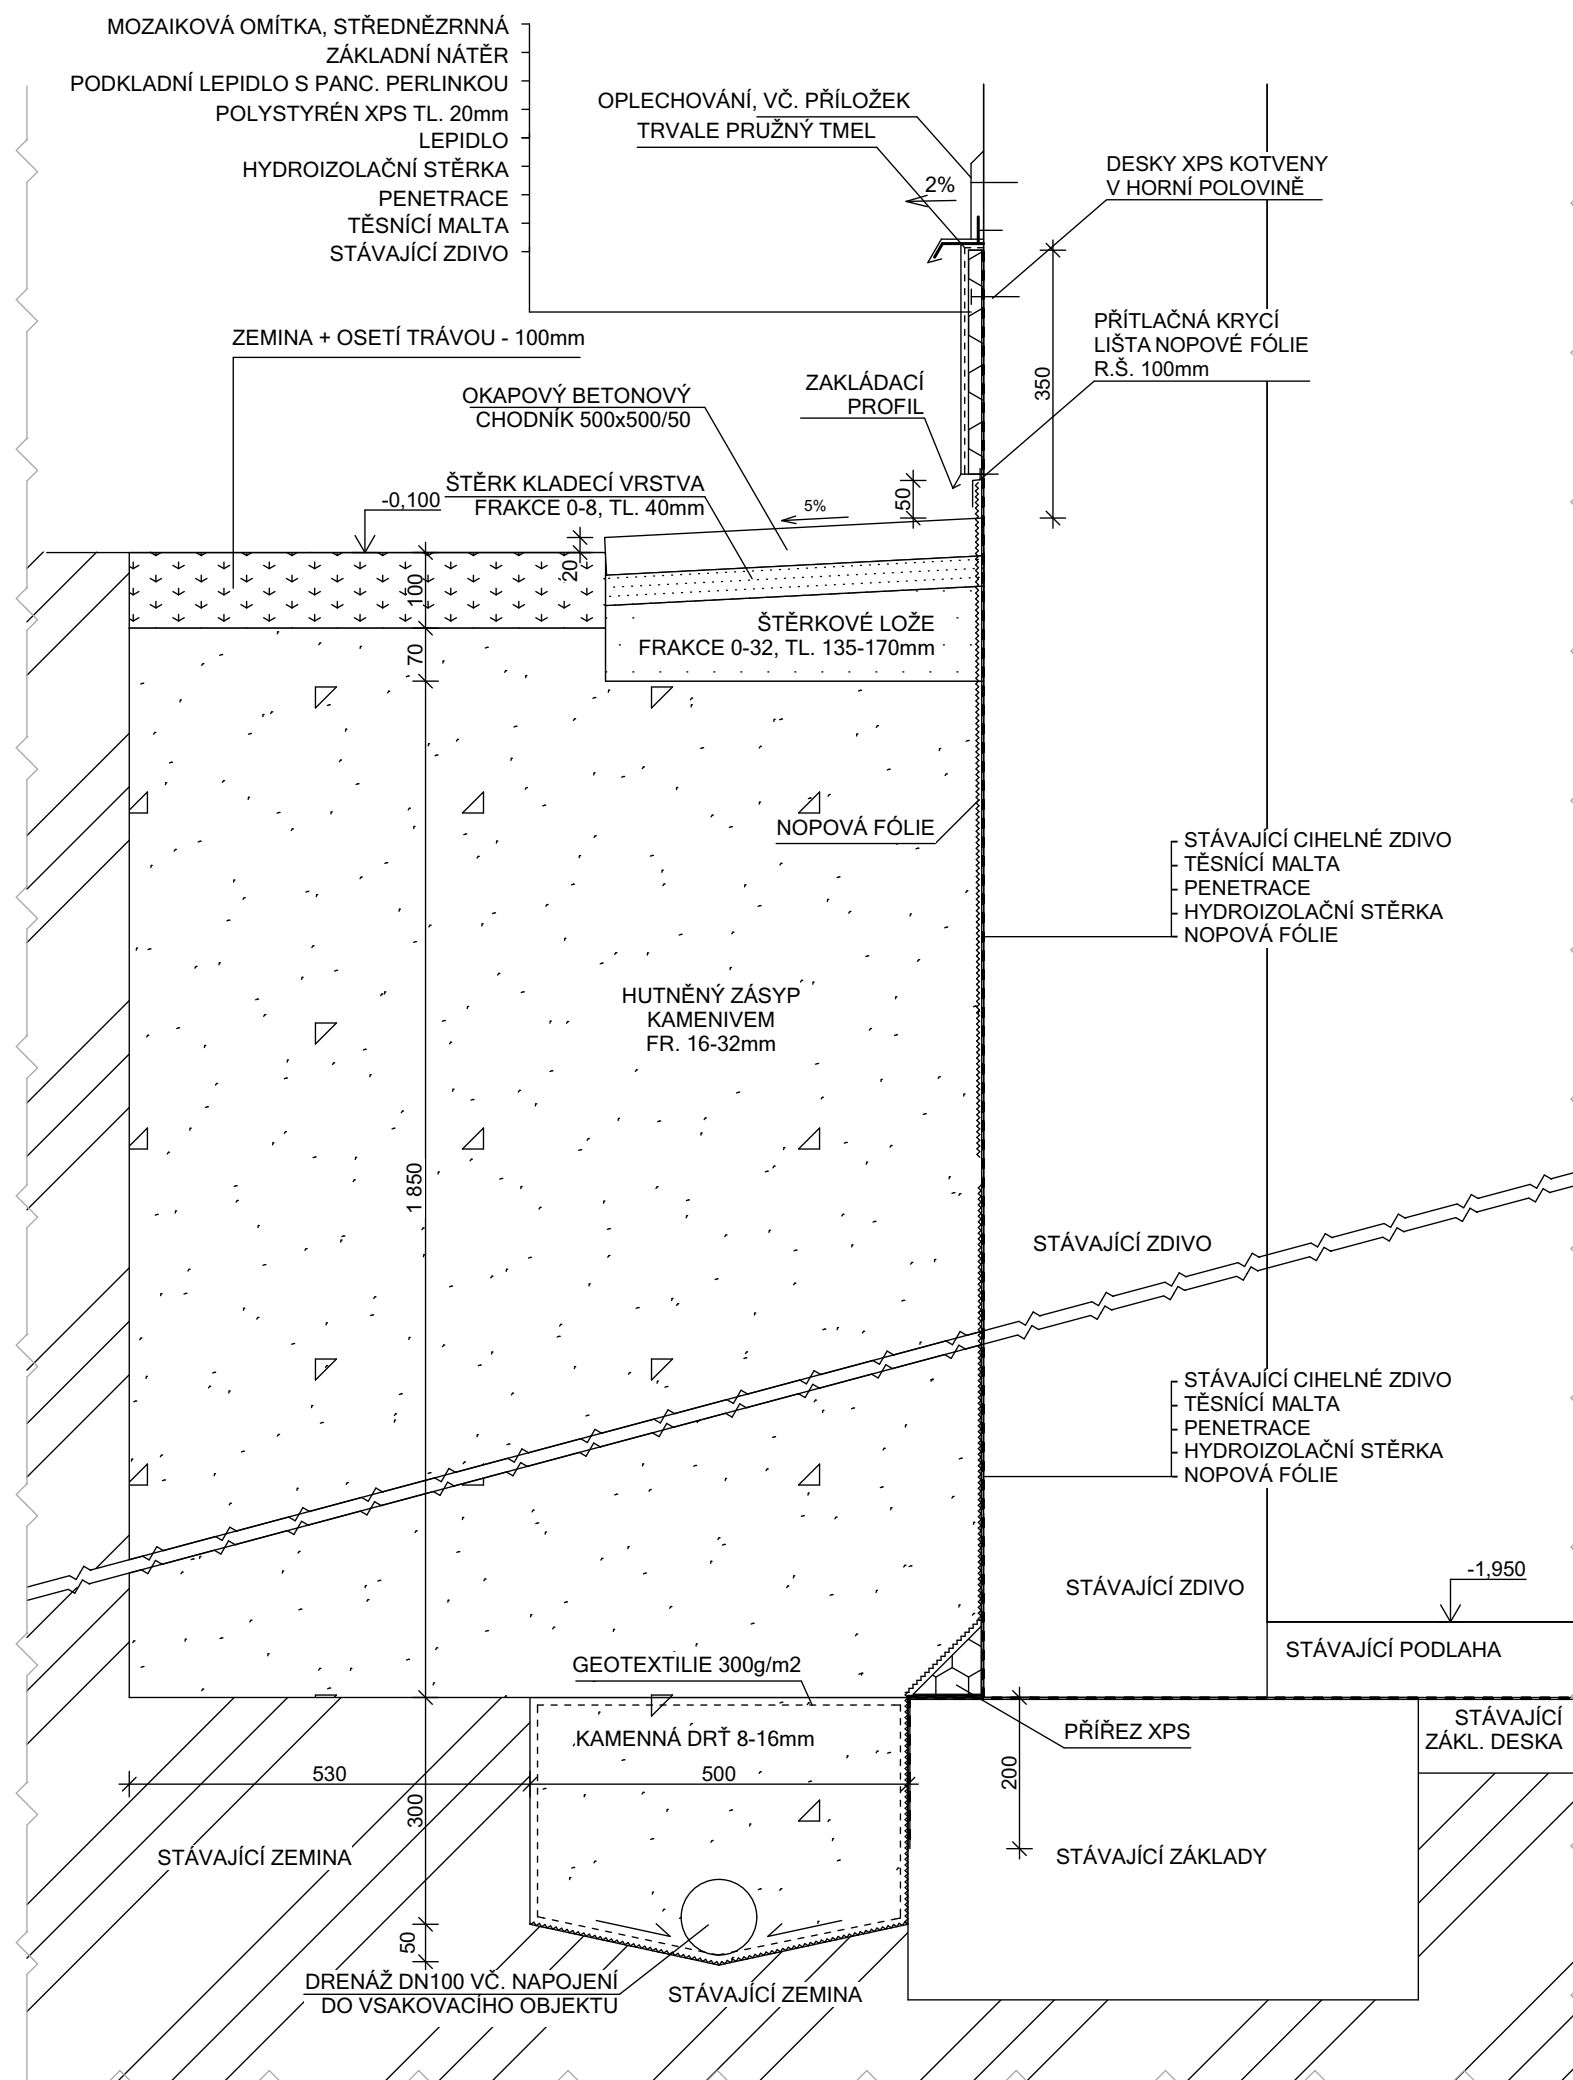 MOZAIKOVÁ OMÍTKA, STŘEDNĚZRNNÁ
ZÁKLADNÍ NÁTĚR
PODKLADNÍ LEPIDLO S PANC. PERLINKOU
POLYSTYRÉN XPS TL. 20mm
LEPIDLO
HYDROIZOLAČNÍ STĚRKA
PENETRACE
TĚSNÍCÍ MALTA
STÁVAJÍCÍ ZDIVO
OPLECHOVÁNÍ, VČ. PŘÍLOŽEK
TRVALE PRUŽNÝ TMEL
2%
DESKY XPS KOTVENY
V HORNÍ POLOVINĚ
350
PŘÍTLAČNÁ KRYCÍ
LIŠTA NOPOVÉ FÓLIE
R.Š. 100mm
ZEMINA + OSETÍ TRÁVOU - 100mm
OKAPOVÝ BETONOVÝ
CHODNÍK 500x500/50
ZAKLÁDACÍ
PROFIL
ŠTĚRK KLADECÍ VRSTVA
FRAKCE 0-8, TL. 40mm
-0,100
5%
50
20
100
70
ŠTĚRKOVÉ LOŽE
FRAKCE 0-32, TL. 135-170mm
NOPOVÁ FÓLIE
STÁVAJÍCÍ CIHELNÉ ZDIVO
TĚSNÍCÍ MALTA
PENETRACE
HYDROIZOLAČNÍ STĚRKA
NOPOVÁ FÓLIE
HUTNĚNÝ ZÁSYP
KAMENIVEM
FR. 16-32mm
1 850
STÁVAJÍCÍ ZDIVO
STÁVAJÍCÍ CIHELNÉ ZDIVO
TĚSNÍCÍ MALTA
PENETRACE
HYDROIZOLAČNÍ STĚRKA
NOPOVÁ FÓLIE
STÁVAJÍCÍ ZDIVO
-1,950
STÁVAJÍCÍ PODLAHA
GEOTEXTILIE 300g/m2
KAMENNÁ DRŤ 8-16mm
PŘÍŘEZ XPS
STÁVAJÍCÍ
ZÁKL. DESKA
530
500
200
300
STÁVAJÍCÍ ZEMINA
STÁVAJÍCÍ ZÁKLADY
50
DRENÁŽ DN100 VČ. NAPOJENÍ
DO VSAKOVACÍHO OBJEKTU
STÁVAJÍCÍ ZEMINA